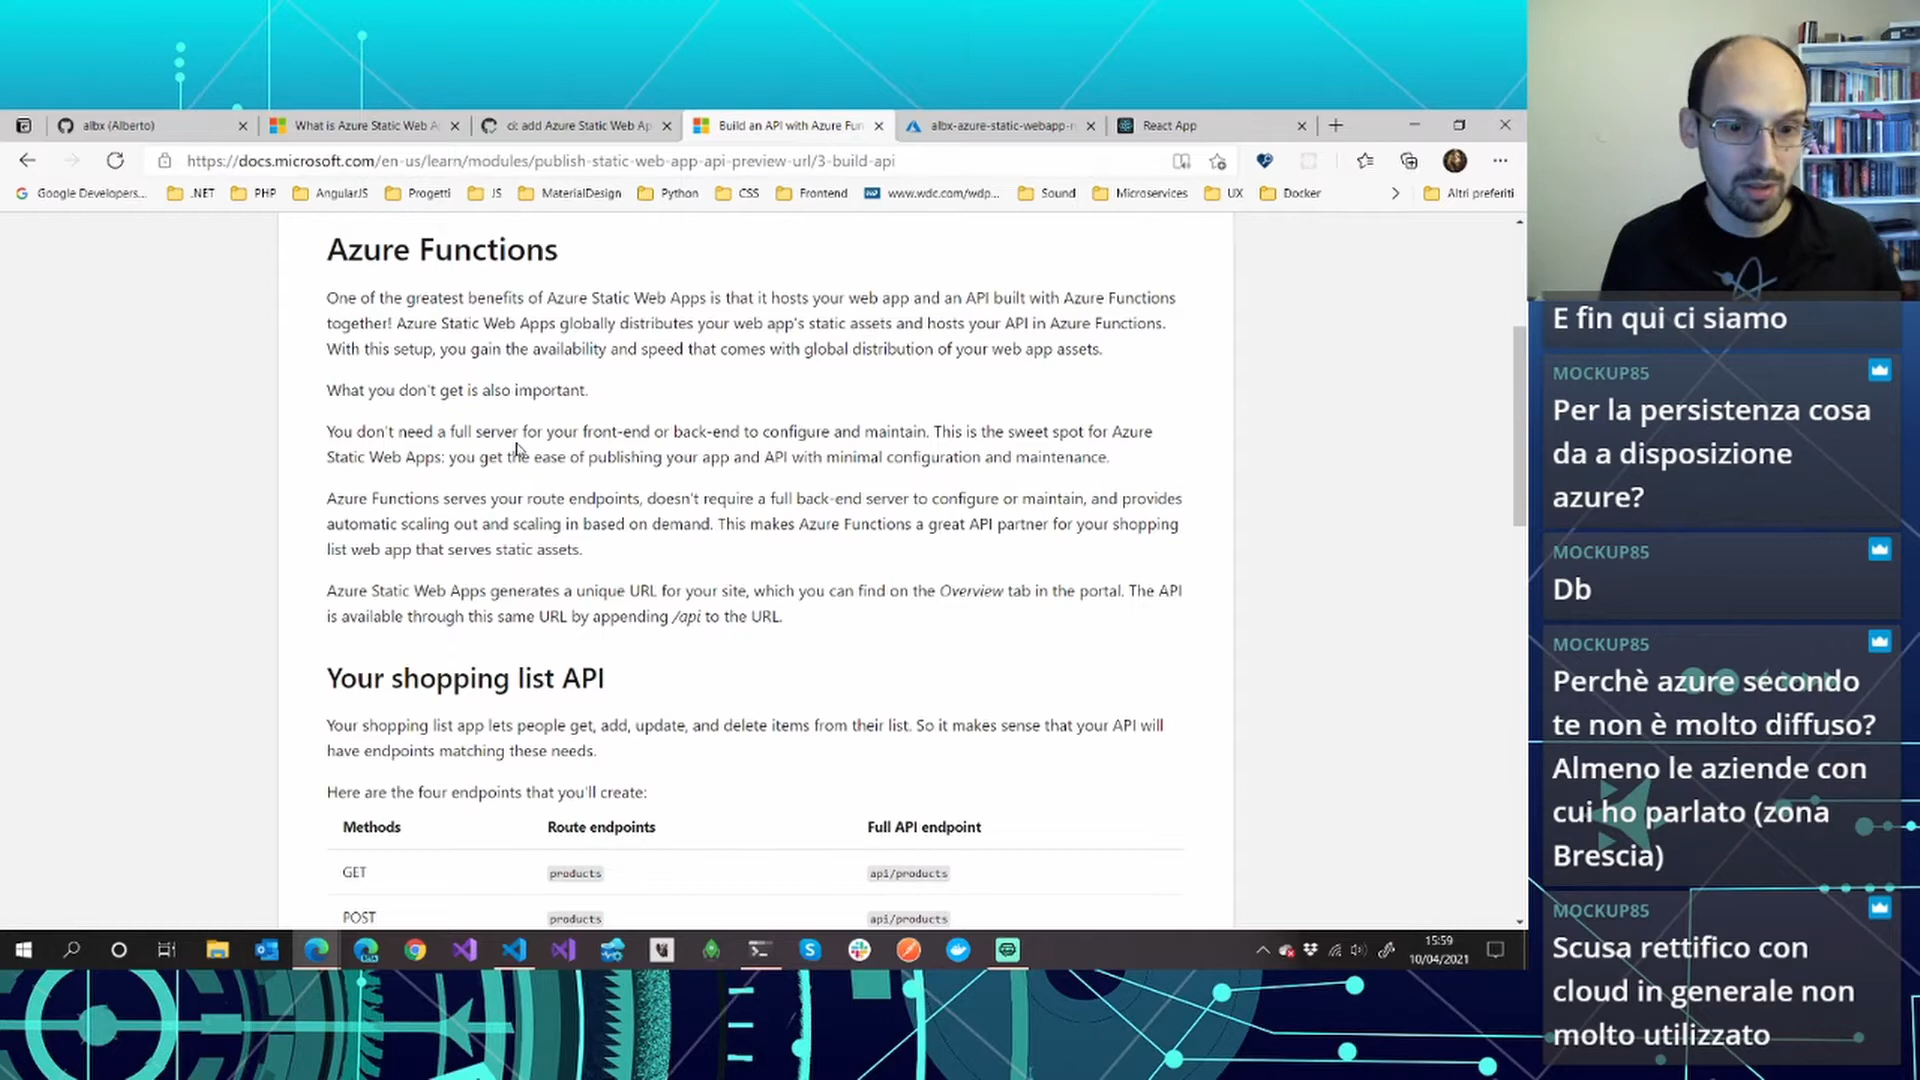 albx (Alberto)
What is Azure Static Web A
ci: add Azure Static Web Ap
Build an API with Azure Fun
albx-azure-static-webapp-r
React App
https://docs.microsoft.com/en-us/learn/modules/publish-static-web-app-api-preview-url/3-build-api
Google Developers...
.NET
PHP
AngularJS
Progetti
JS
MaterialDesign
Python
CSS
Frontend
www.wdc.com/wdp...
Sound
Microservices
UX
Docker
Altri preferiti
Azure Functions
One of the greatest benefits of Azure Static Web Apps is that it hosts your web app and an API built with Azure Functions
together! Azure Static Web Apps globally distributes your web app's static assets and hosts your API in Azure Functions.
With this setup, you gain the availability and speed that comes with global distribution of your web app assets.
What you don't get is also important.
You don't need a full server for your front-end or back-end to configure and maintain. This is the sweet spot for Azure
Static Web Apps: you get the ease of publishing your app and API with minimal configuration and maintenance.
Azure Functions serves your route endpoints, doesn't require a full back-end server to configure or maintain, and provides
automatic scaling out and scaling in based on demand. This makes Azure Functions a great API partner for your shopping
list web app that serves static assets.
Azure Static Web Apps generates a unique URL for your site, which you can find on the Overview tab in the portal. The API
is available through this same URL by appending /api to the URL.
Your shopping list API
Your shopping list app lets people get, add, update, and delete items from their list. So it makes sense that your API will
have endpoints matching these needs.
Here are the four endpoints that you'll create:
Methods Route endpoints Full API endpoint
GET products api/products
POST products api/products
15:59
10/04/2021
E fin qui ci siamo
MOCKUP85
Per la persistenza cosa
da a disposizione
azure?
MOCKUP85
Db
MOCKUP85
Perchè azure secondo
te non è molto diffuso?
Almeno le aziende con
cui ho parlato (zona
Brescia)
MOCKUP85
Scusa rettifico con
cloud in generale non
molto utilizzato